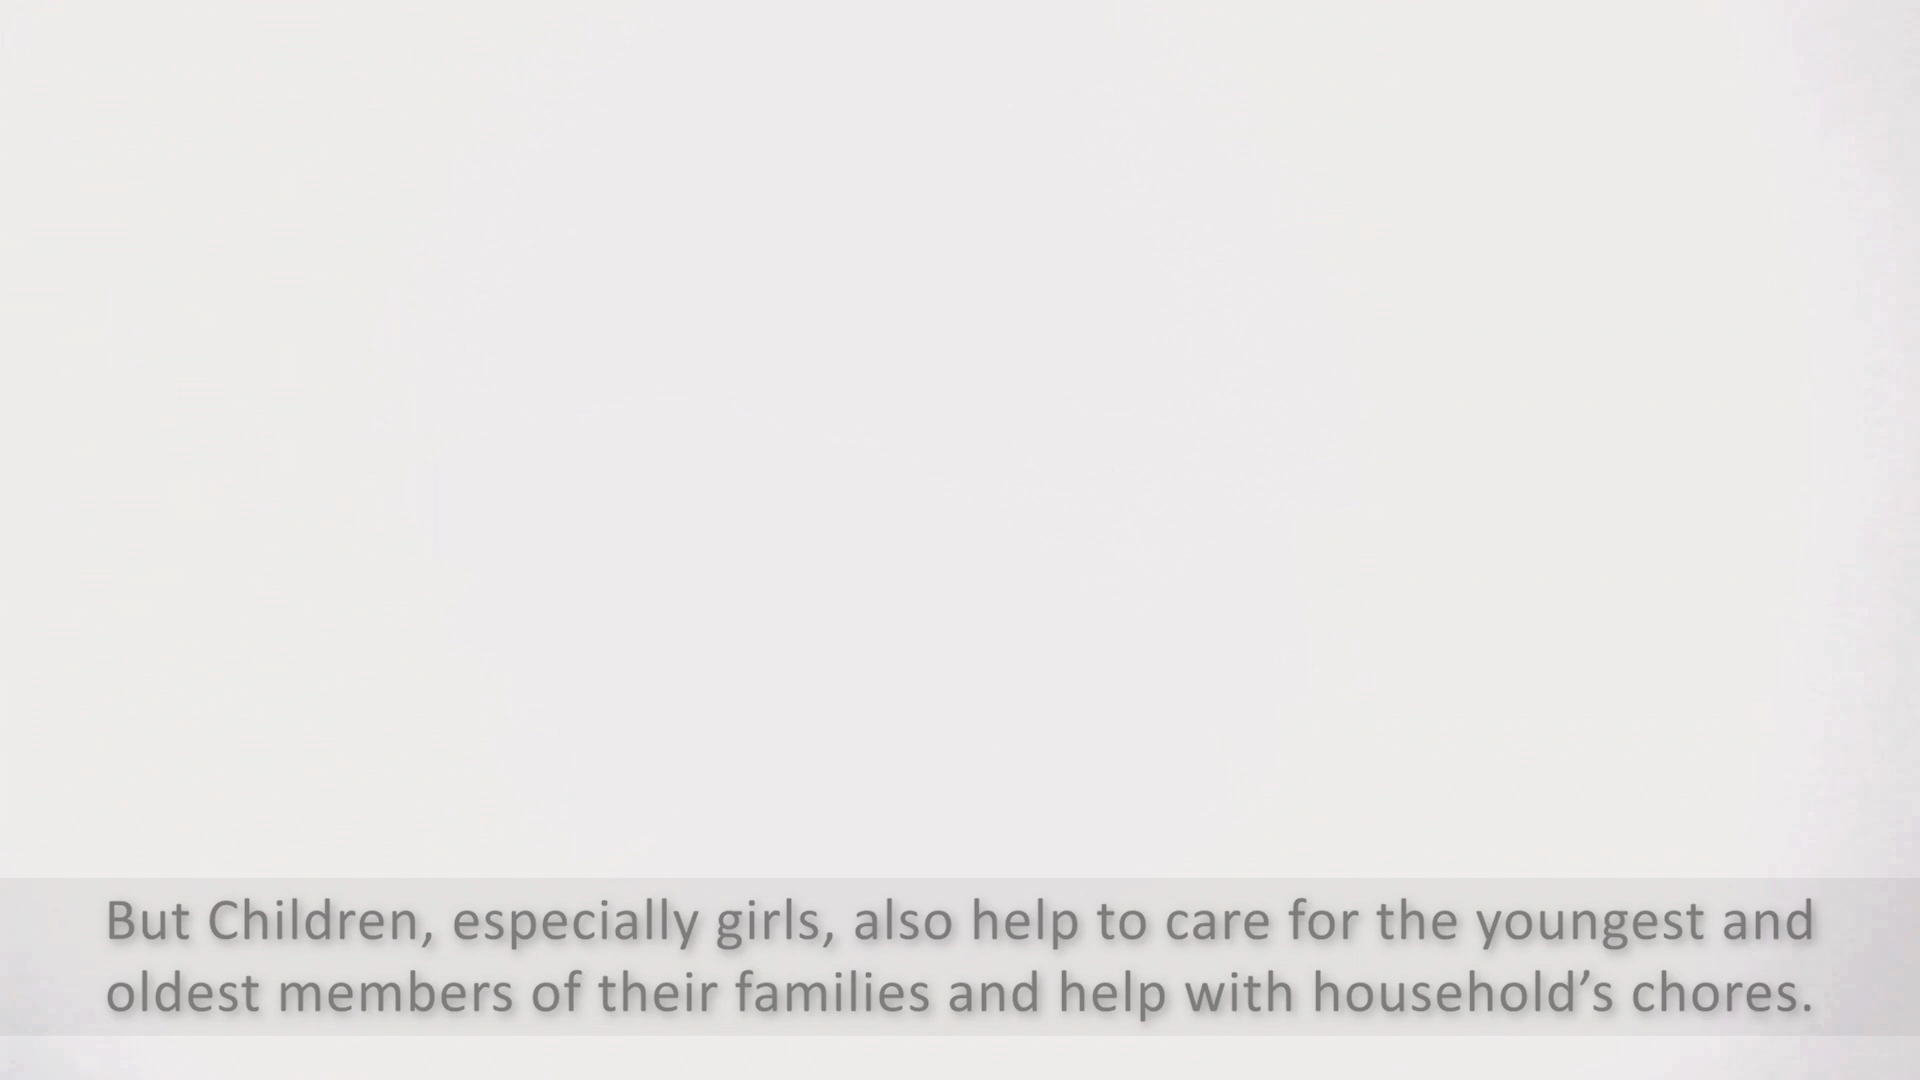 But Children, especially girls, also help to care for the youngest and
oldest members of their families and help with household’s chores.